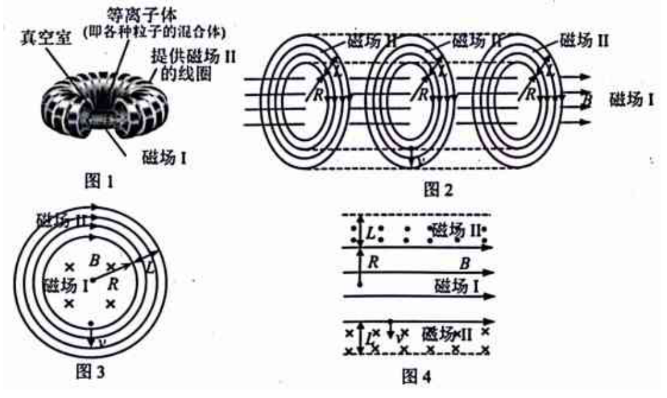 等离子体
(即各种粒子的混合体)
真空室
提供磁场 II
的线圈
磁场 I
图 1
磁场 II
磁场 II
磁场 II
L
L
L
R
R
R
B
磁场 I
v
图 2
磁场 II
B
L
磁场 I
R
v
图 3
L
磁场 II
R
B
磁场 I
L
v
磁场 II
图 4